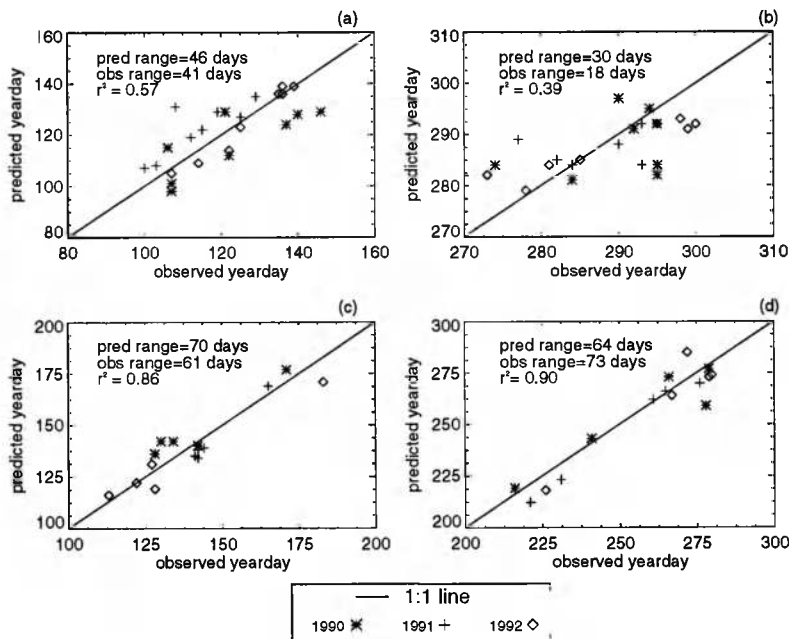 (a)
pred range=46 days
obs range=41 days
r² = 0.57
160
140
120
100
80
80 100 120 140 160
predicted yearday
observed yearday
(b)
pred range=30 days
obs range=18 days
r² = 0.39
310
300
290
280
270
270 280 290 300 310
predicted yearday
observed yearday
(c)
pred range=70 days
obs range=61 days
r² = 0.86
200
175
150
125
100
100 125 150 175 200
predicted yearday
observed yearday
(d)
pred range=64 days
obs range=73 days
r²= 0.90
300
275
250
225
200
200 225 250 275 300
predicted yearday
observed yearday
1:1 line
1990 1991 1992